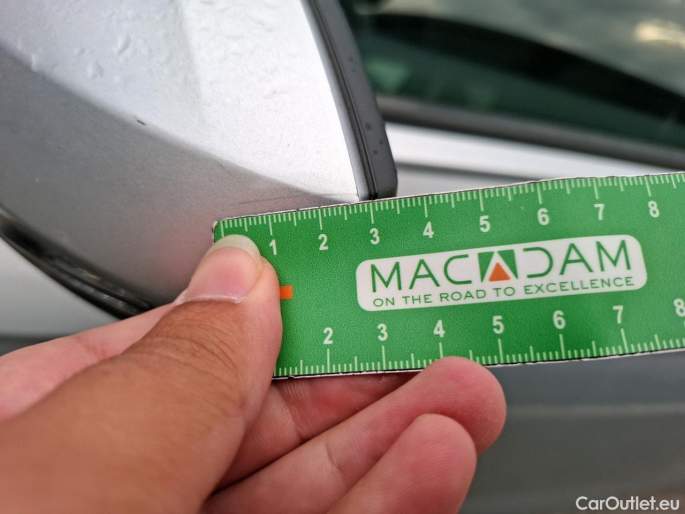 1 2 3 4 5 6 7 8
MACADAM
ON THE ROAD TO EXCELLENCE
2 3 4 5 6 7 8
CarOutlet.eu